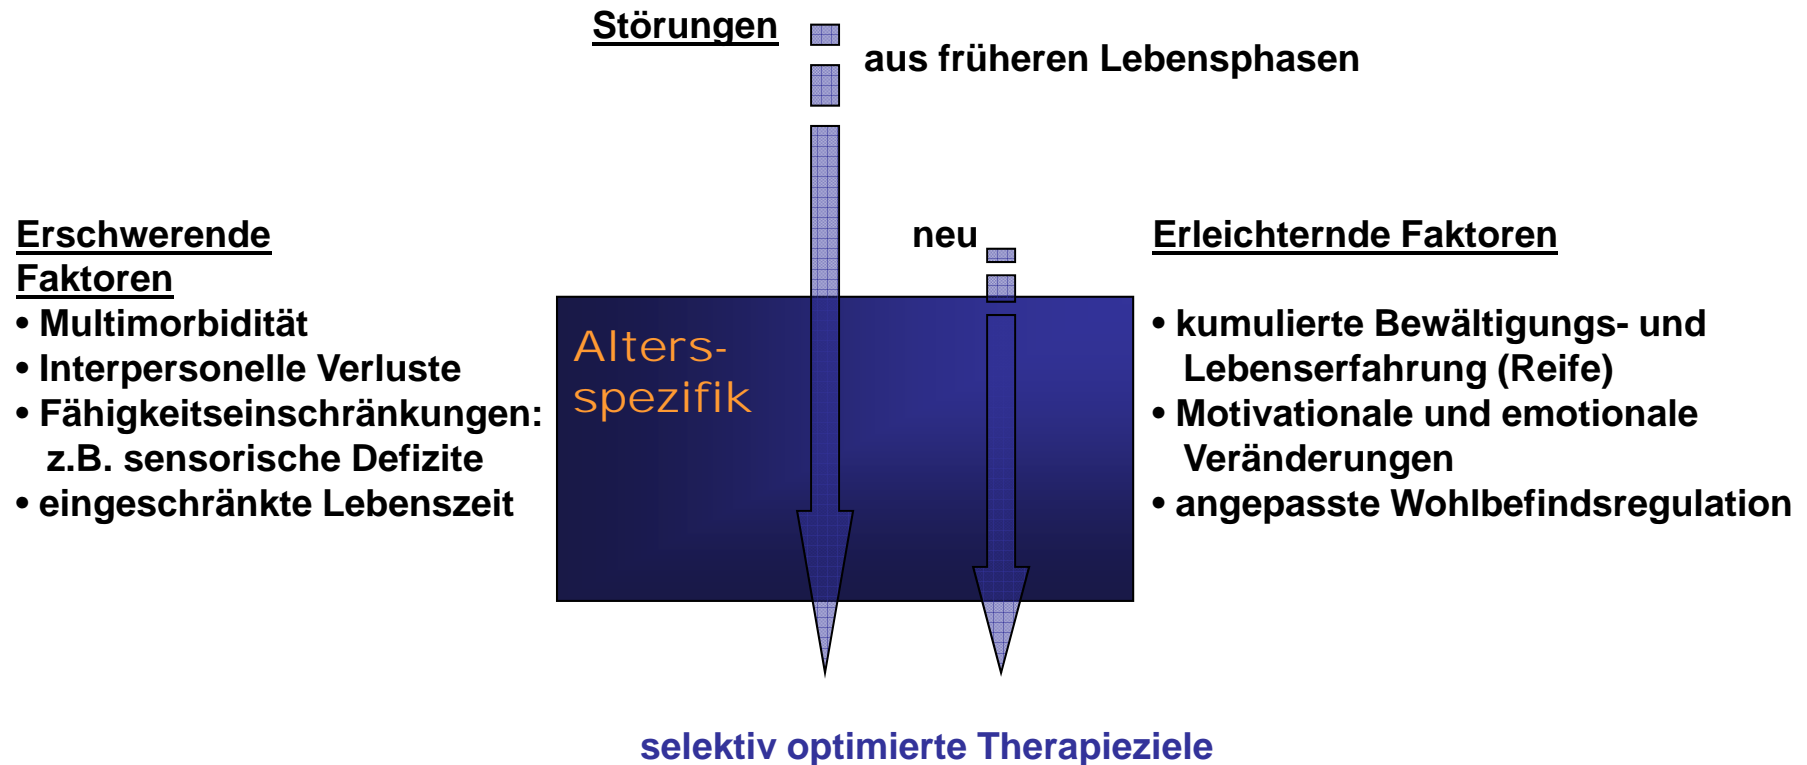 Störungen
aus früheren Lebensphasen
Erschwerende
Faktoren
• Multimorbidität
• Interpersonelle Verluste
• Fähigkeitseinschränkungen:
z.B. sensorische Defizite
• eingeschränkte Lebenszeit
neu
Alters-
spezifik
Erleichternde Faktoren
• kumulierte Bewältigungs- und
Lebenserfahrung (Reife)
• Motivationale und emotionale
Veränderungen
• angepasste Wohlbefindsregulation
selektiv optimierte Therapieziele